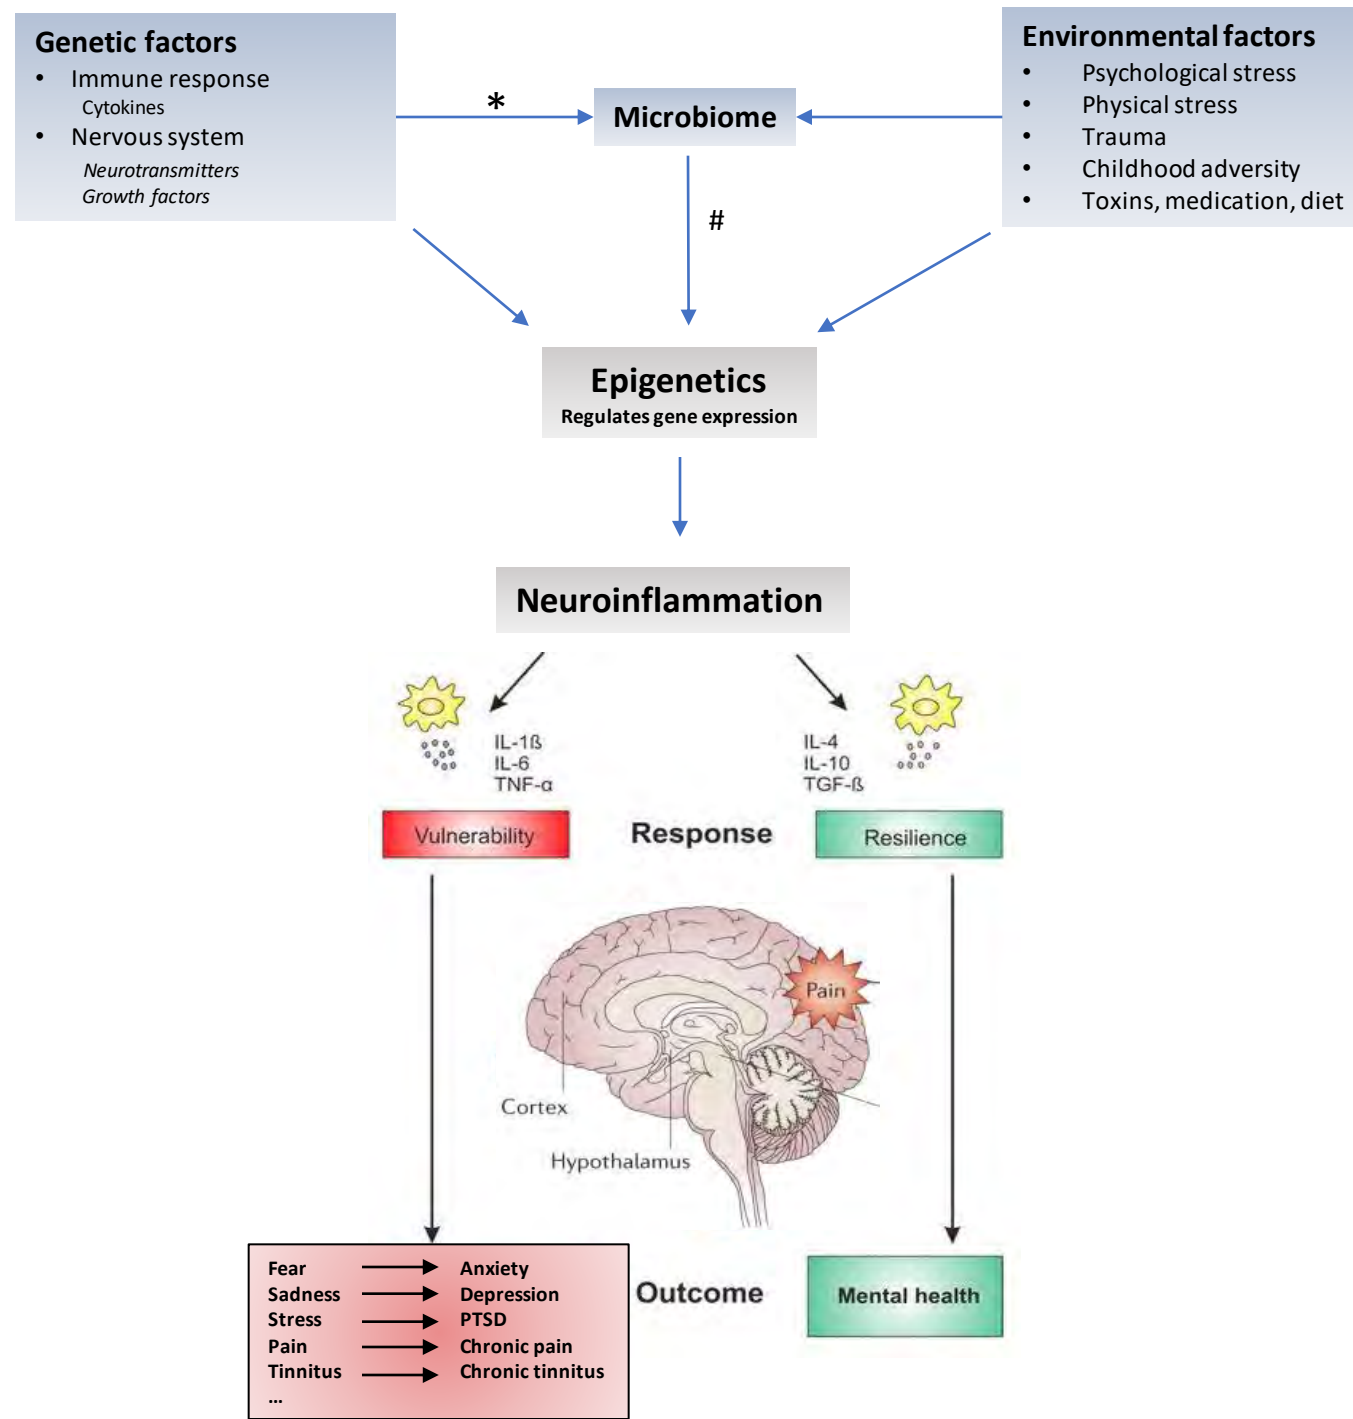 Genetic factors
• Immune response
Cytokines
• Nervous system
Neurotransmitters
Growth factors
*
Microbiome
Environmental factors
• Psychological stress
• Physical stress
• Trauma
• Childhood adversity
• Toxins, medication, diet
#
Epigenetics
Regulates gene expression
Neuroinflammation
IL-1ß
IL-6
TNF-α
IL-4
IL-10
TGF-ß
Vulnerability
Response
Resilience
Pain
Cortex
Hypothalamus
Fear Anxiety
Sadness Depression
Stress PTSD
Pain Chronic pain
Tinnitus Chronic tinnitus
...
Outcome
Mental health